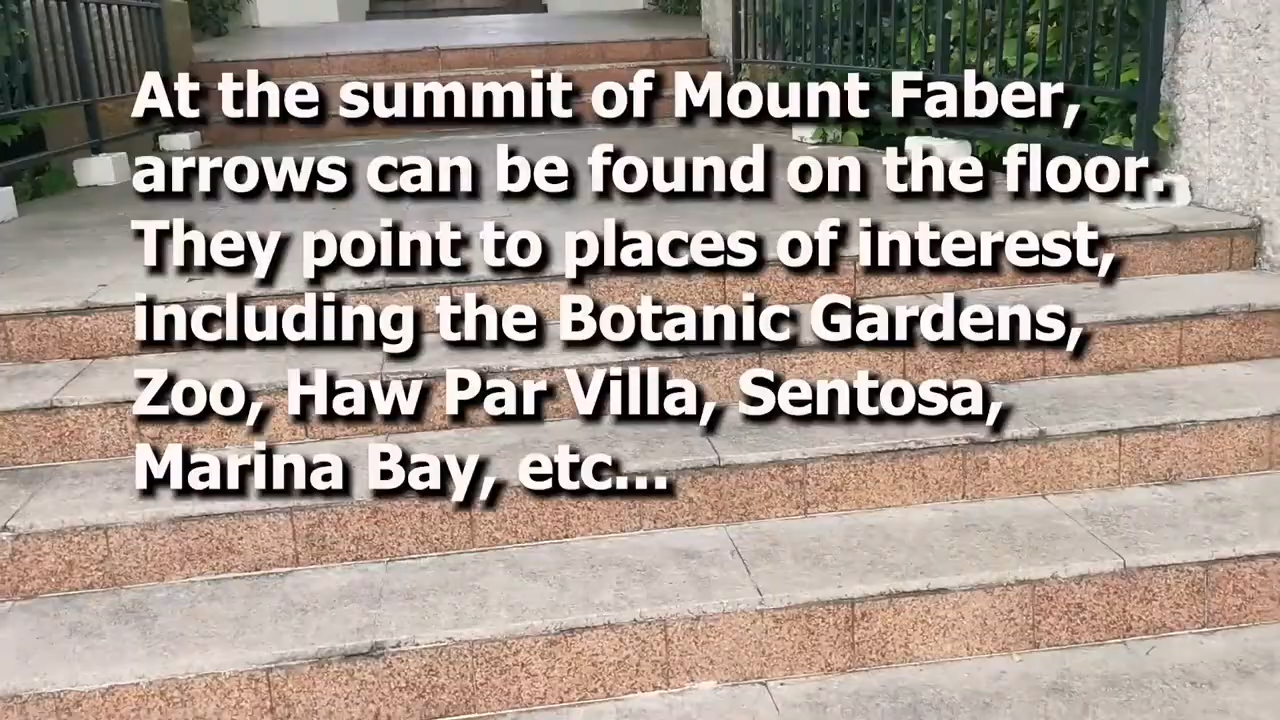 At the summit of Mount Faber,
arrows can be found on the floor.
They point to places of interest,
including the Botanic Gardens,
Zoo, Haw Par Villa, Sentosa,
Marina Bay, etc...